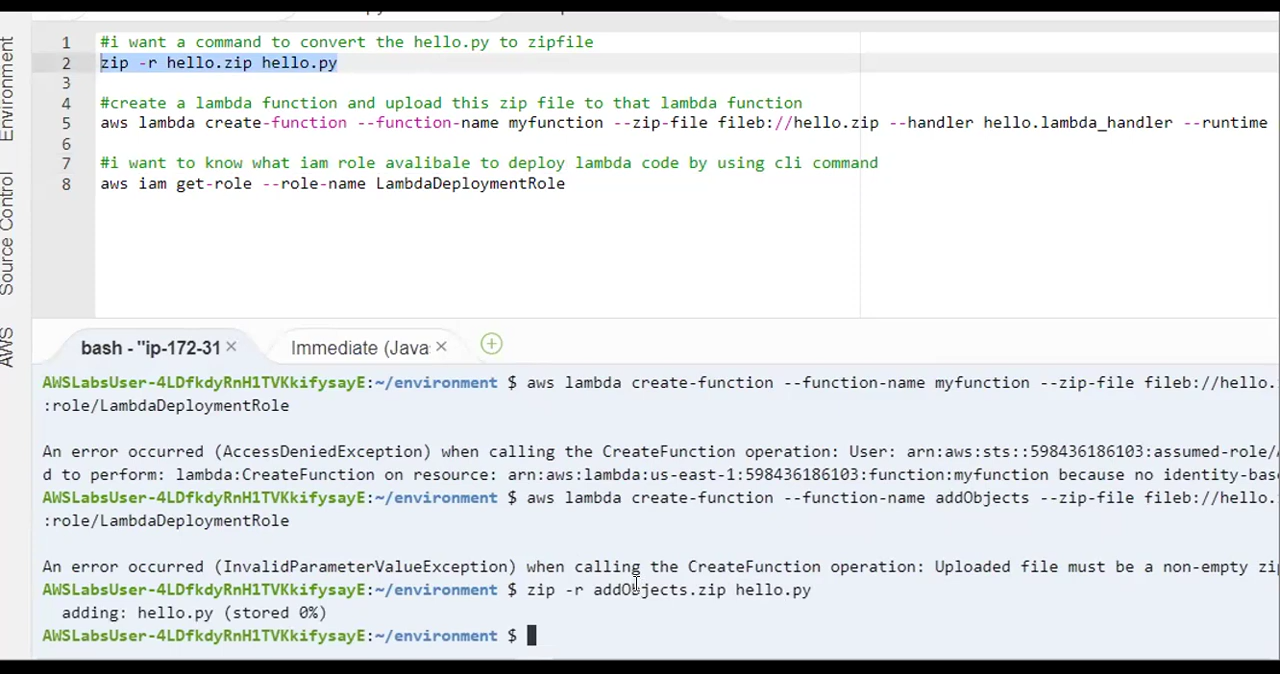 Environment
Source Control
AWS
1 #i want a command to convert the hello.py to zipfile
2 zip -r hello.zip hello.py
3
4 #create a lambda function and upload this zip file to that lambda function
5 aws lambda create-function --function-name myfunction --zip-file fileb://hello.zip --handler hello.lambda_handler --runtime
6
7 #i want to know what iam role avalibale to deploy lambda code by using cli command
8 aws iam get-role --role-name LambdaDeploymentRole
bash - "ip-172-31 × Immediate (Java ×
AWSLabsUser-4LDfkdyRnH1TVKkifysayE:~/environment $ aws lambda create-function --function-name myfunction --zip-file fileb://hello.
:role/LambdaDeploymentRole
An error occurred (AccessDeniedException) when calling the CreateFunction operation: User: arn:aws:sts::598436186103:assumed-role/
d to perform: lambda:CreateFunction on resource: arn:aws:lambda:us-east-1:598436186103:function:myfunction because no identity-base
AWSLabsUser-4LDfkdyRnH1TVKkifysayE:~/environment $ aws lambda create-function --function-name addObjects --zip-file fileb://hello.
:role/LambdaDeploymentRole
An error occurred (InvalidParameterValueException) when calling the CreateFunction operation: Uploaded file must be a non-empty zi
AWSLabsUser-4LDfkdyRnH1TVKkifysayE:~/environment $ zip -r addObjects.zip hello.py
adding: hello.py (stored 0%)
AWSLabsUser-4LDfkdyRnH1TVKkifysayE:~/environment $